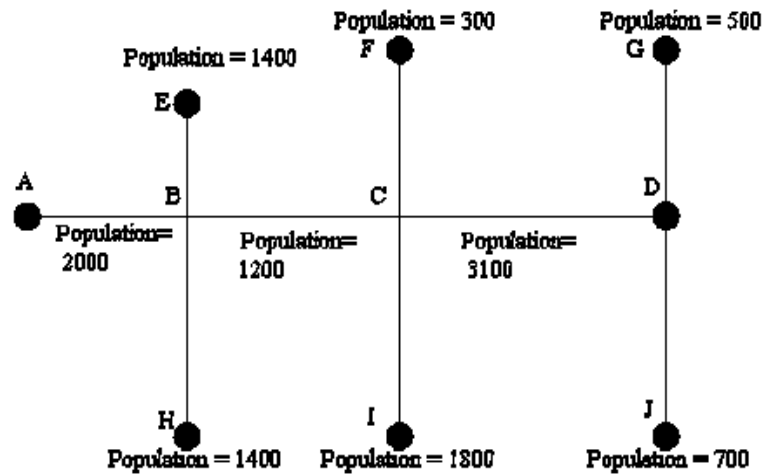 Population = 300
Population = 500
F
G
Population = 1400
E
A
B
C
D
Population=
2000
Population=
1200
Population=
3100
H
I
J
Population = 1400
Population = 1800
Population = 700